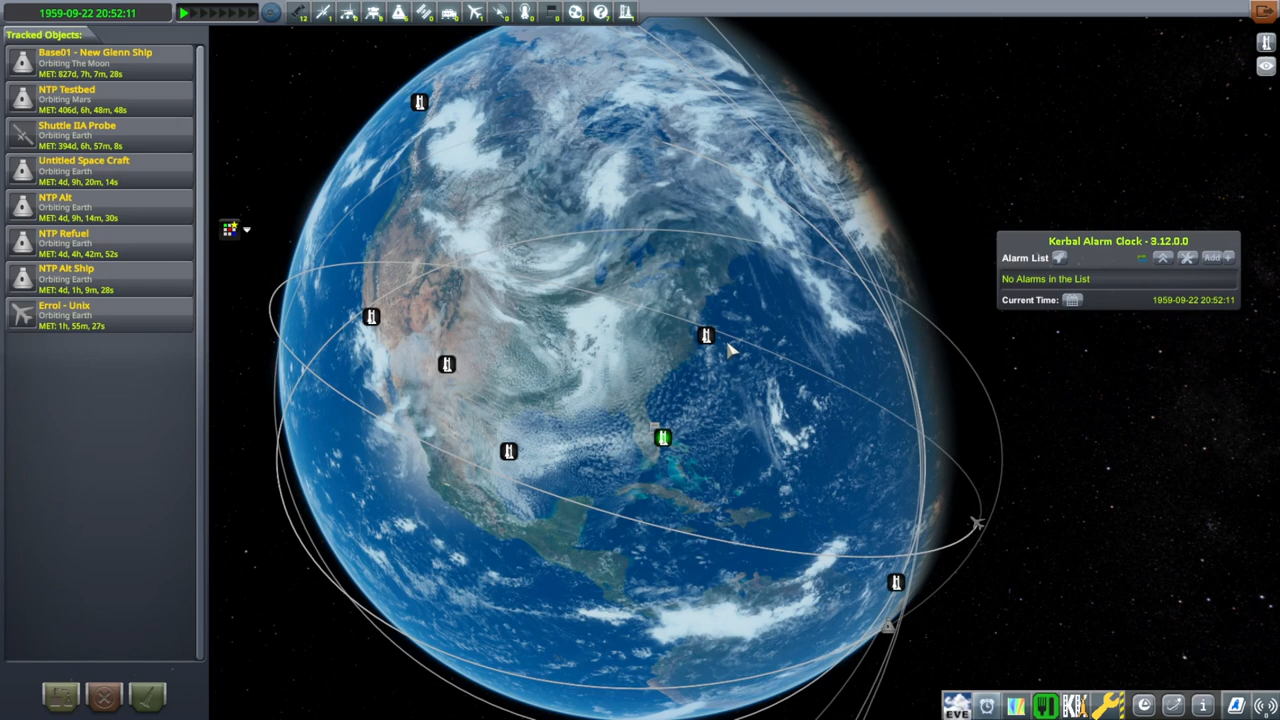 1959-09-22 20:52:11
Tracked Objects:
Base01 - New Glenn Ship
Orbiting The Moon
MET: 827d, 7h, 7m, 28s
NTP Testbed
Orbiting Mars
MET: 406d, 6h, 48m, 48s
Shuttle IIA Probe
Orbiting Earth
MET: 394d, 6h, 57m, 8s
Untitled Space Craft
Orbiting Earth
MET: 4d, 9h, 20m, 14s
NTP Alt
Orbiting Earth
MET: 4d, 9h, 14m, 30s
NTP Refuel
Orbiting Earth
MET: 4d, 4h, 42m, 52s
NTP Alt Ship
Orbiting Earth
MET: 4d, 1h, 9m, 28s
Errol - Unix
Orbiting Earth
MET: 1h, 55m, 27s
Kerbal Alarm Clock - 3.12.0.0
Alarm List
Add
No Alarms in the List
Current Time:
1959-09-22 20:52:11
EVE